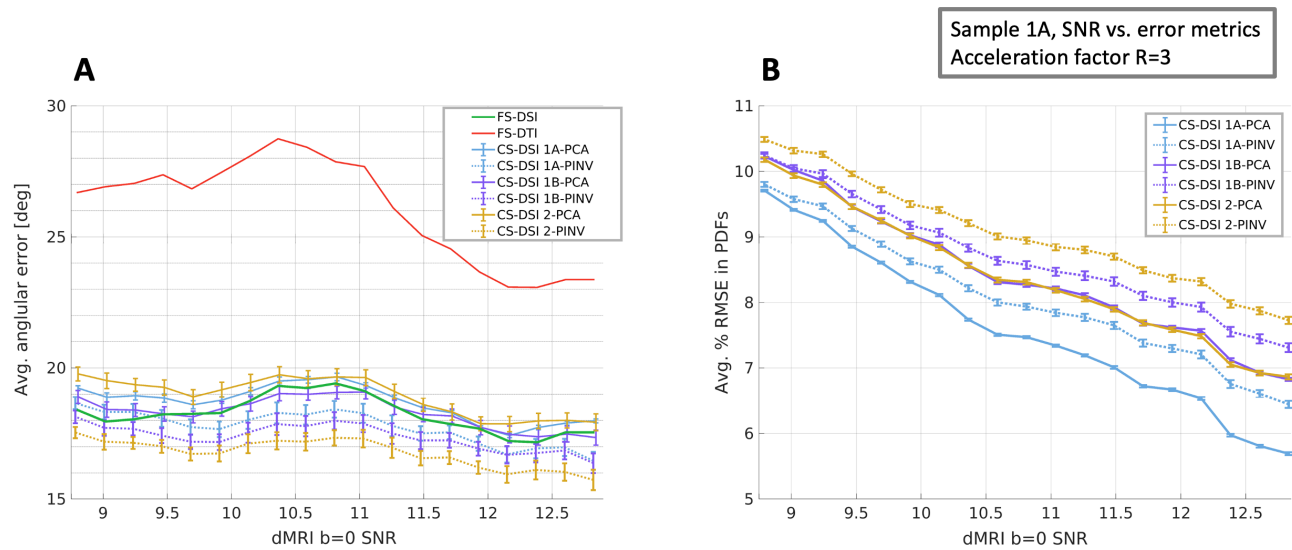 Sample 1A, SNR vs. error metrics
Acceleration factor R=3
A
30
25
20
15
Avg. anglular error [deg]
9
9.5
10
10.5
11
11.5
12
12.5
dMRI b=0 SNR
FS-DSI
FS-DTI
CS-DSI 1A-PCA
CS-DSI 1A-PINV
CS-DSI 1B-PCA
CS-DSI 1B-PINV
CS-DSI 2-PCA
CS-DSI 2-PINV
B
11
10
9
8
7
6
5
Avg. % RMSE in PDFs
9
9.5
10
10.5
11
11.5
12
12.5
dMRI b=0 SNR
CS-DSI 1A-PCA
CS-DSI 1A-PINV
CS-DSI 1B-PCA
CS-DSI 1B-PINV
CS-DSI 2-PCA
CS-DSI 2-PINV